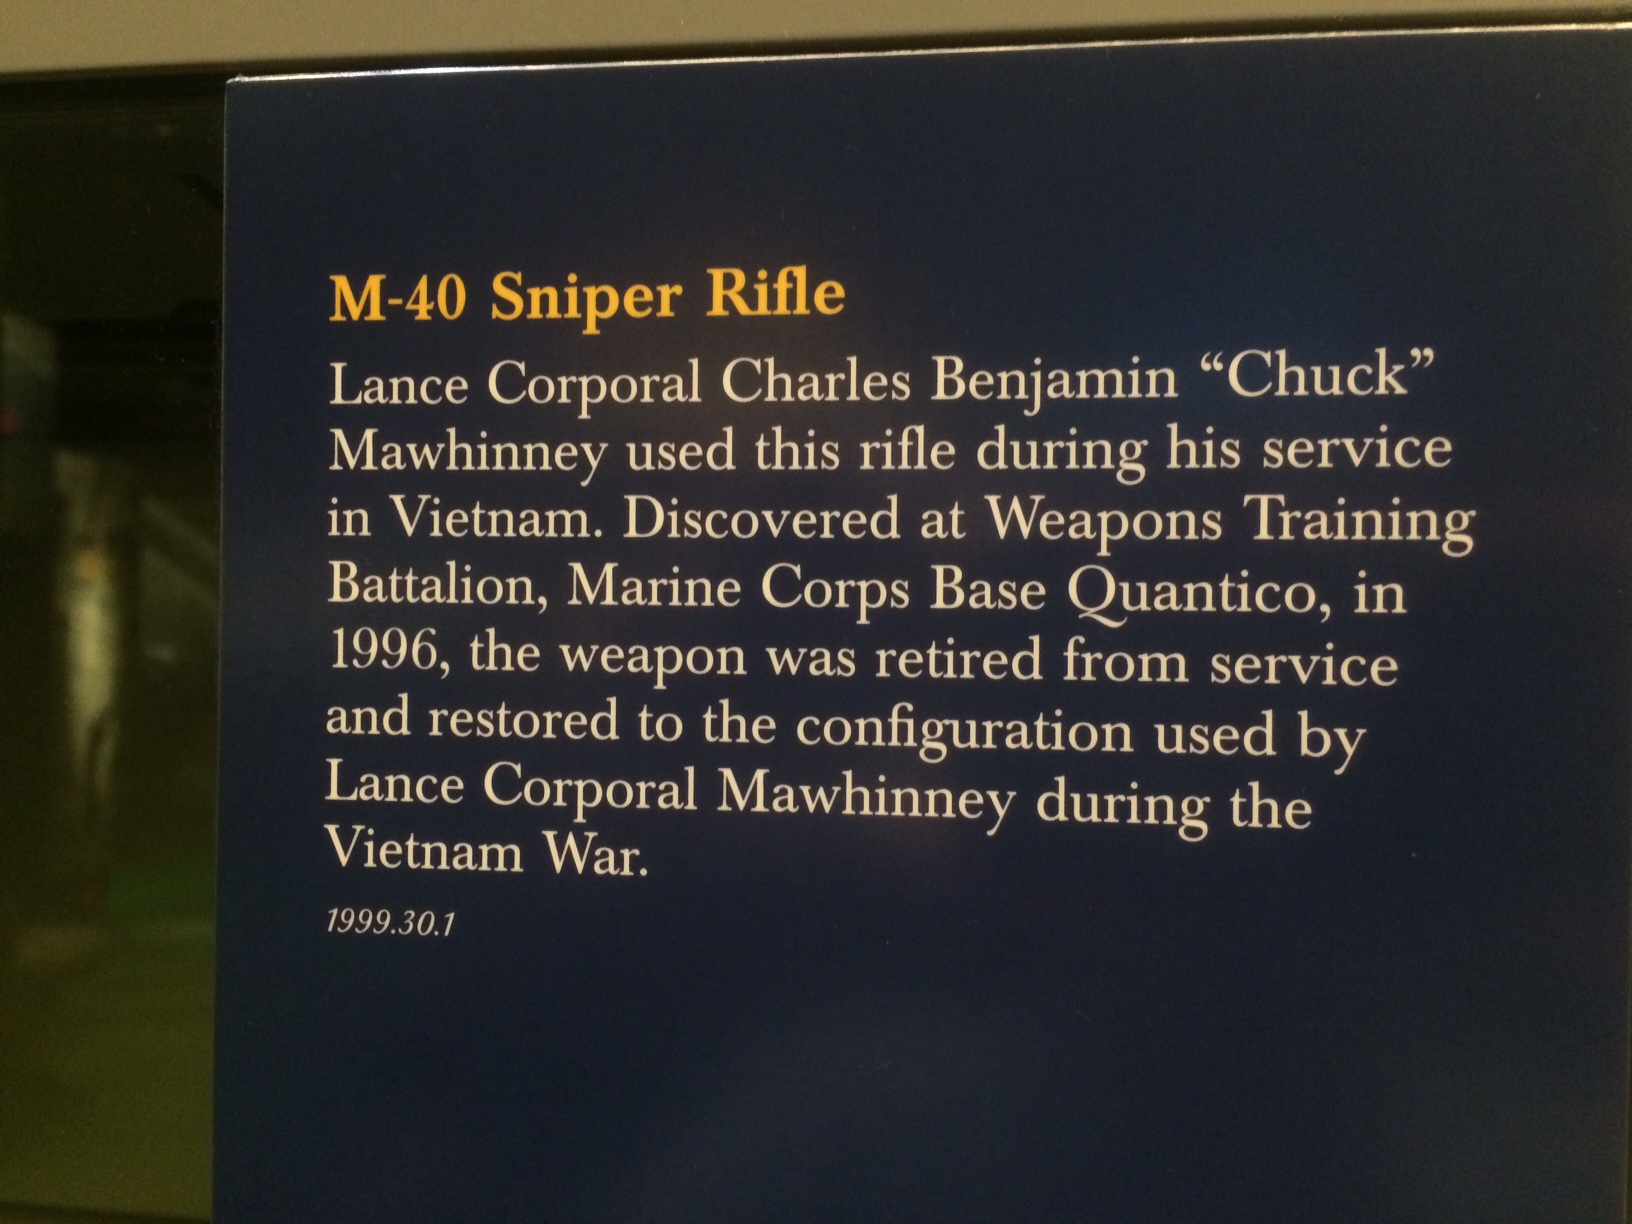 M-40 Sniper Rifle
Lance Corporal Charles Benjamin “Chuck”
Mawhinney used this rifle during his service
in Vietnam. Discovered at Weapons Training
Battalion, Marine Corps Base Quantico, in
1996, the weapon was retired from service
and restored to the configuration used by
Lance Corporal Mawhinney during the
Vietnam War.
1999.30.1